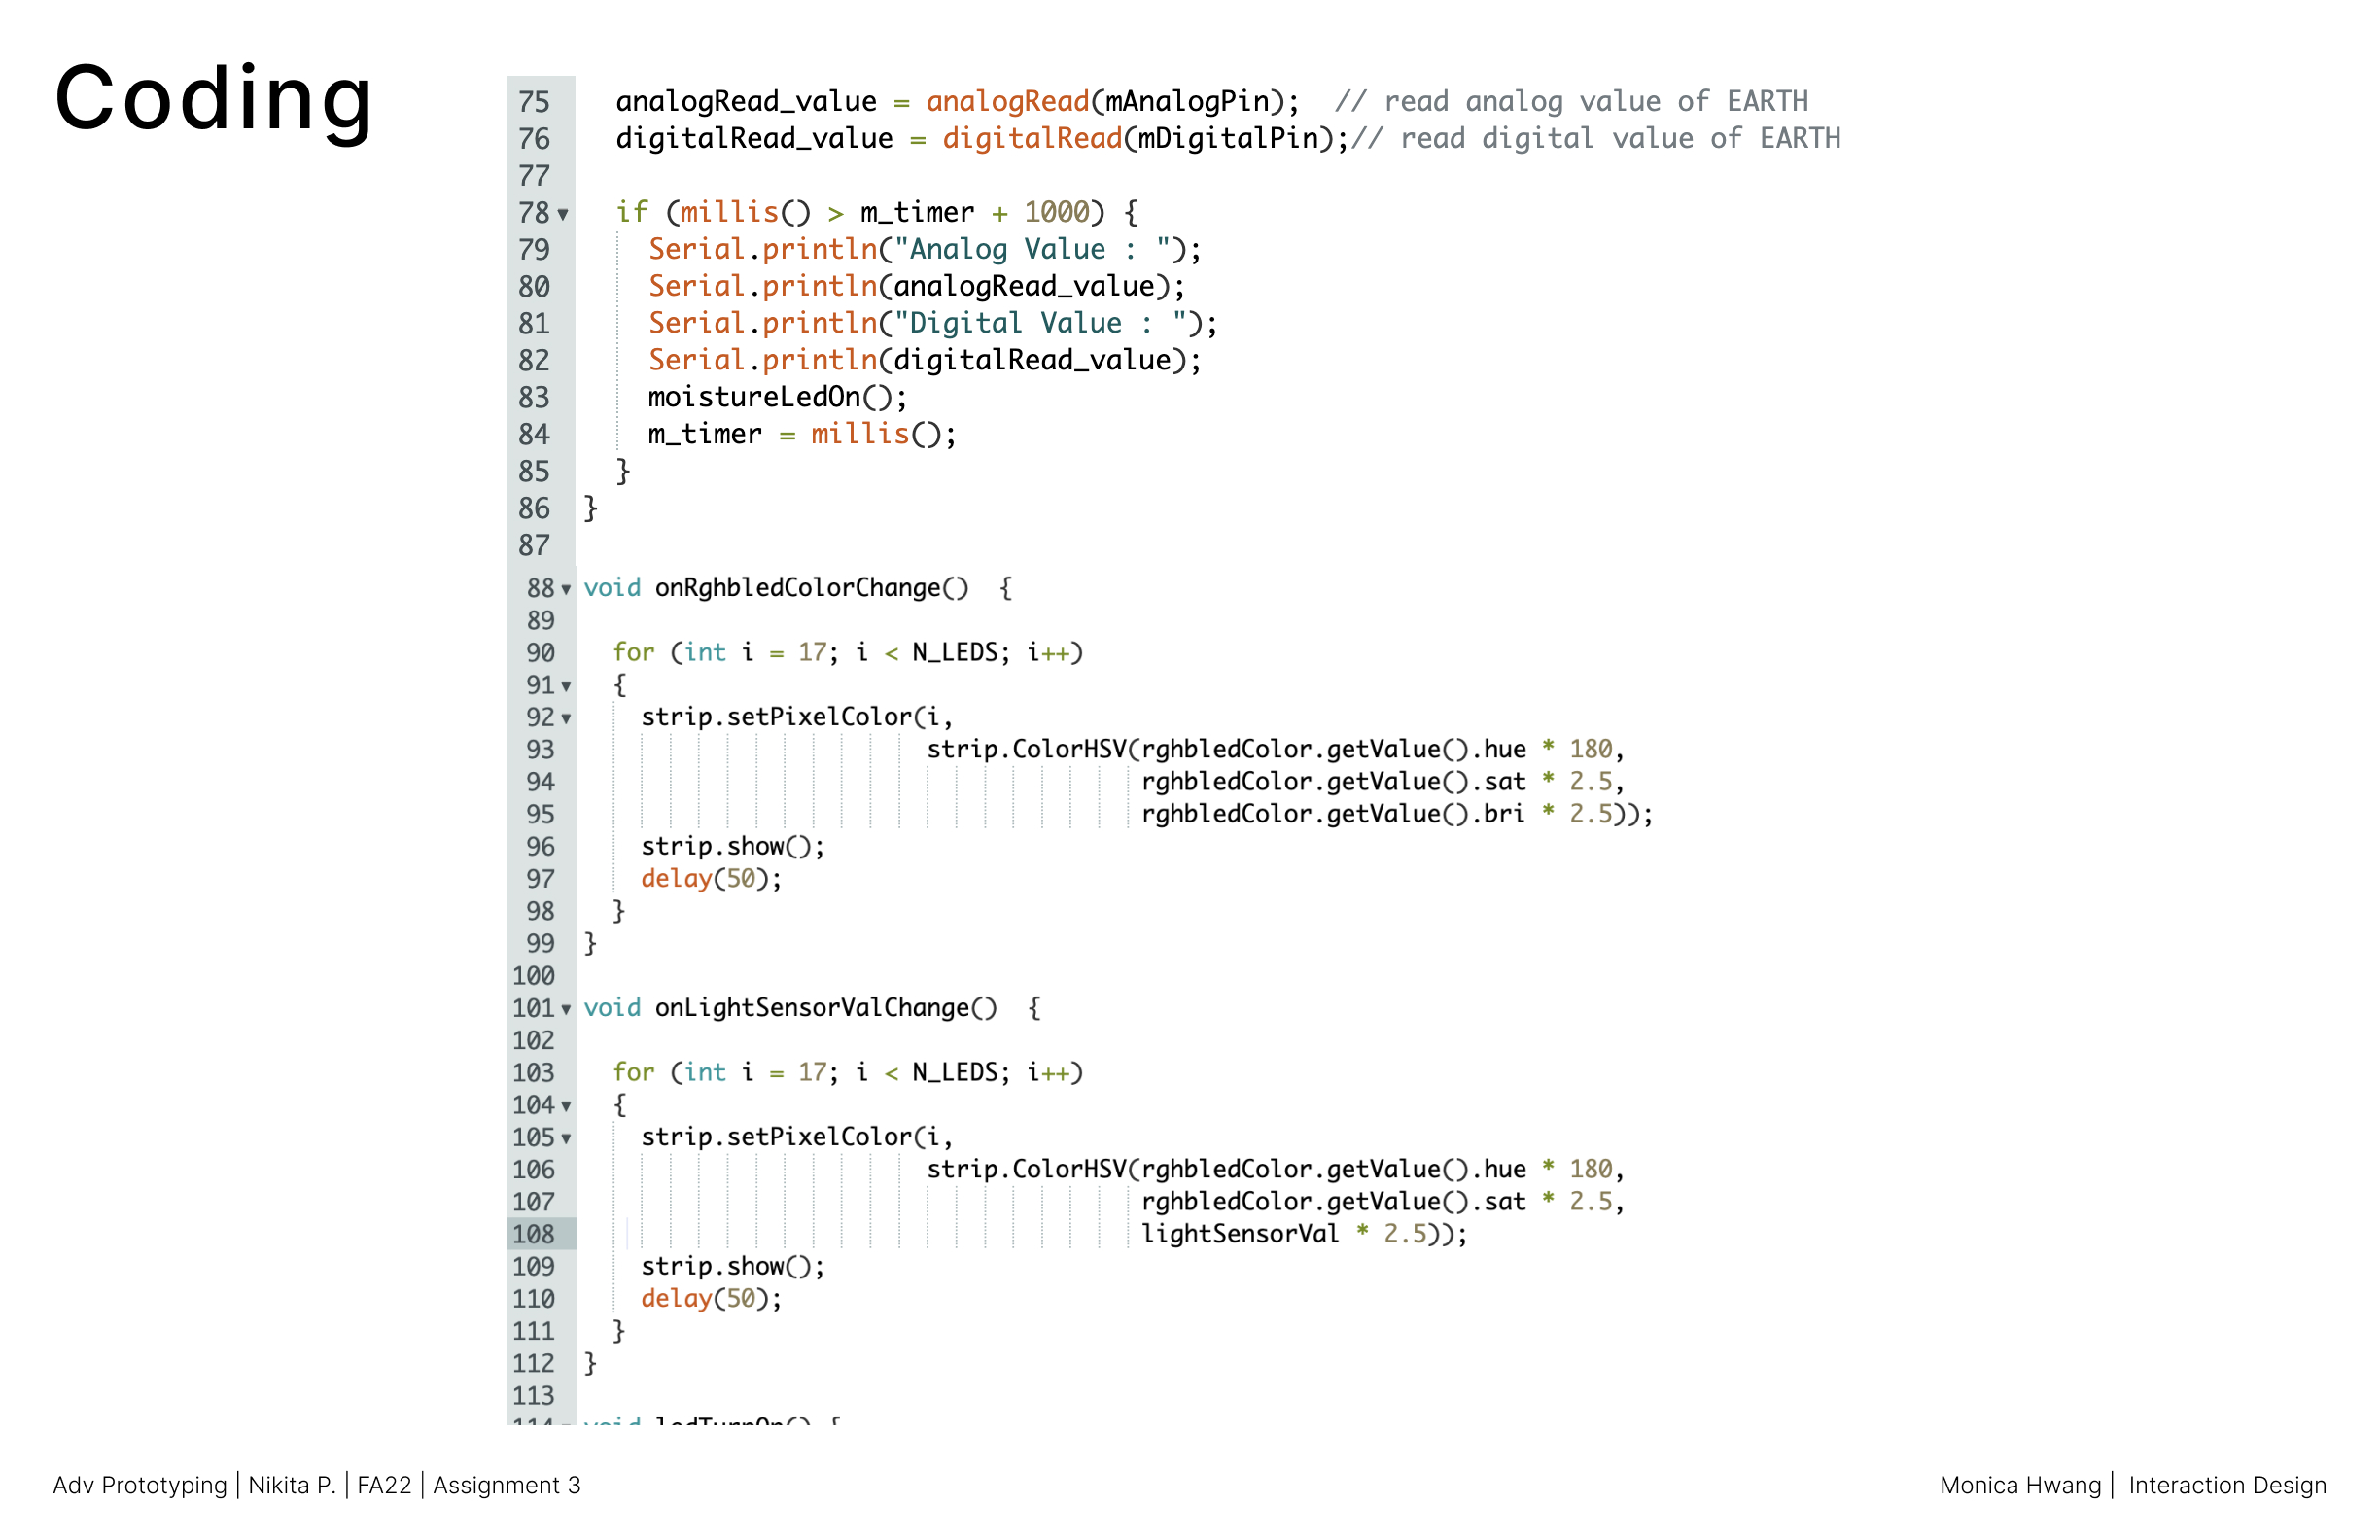 Coding
75 analogRead_value = analogRead(mAnalogPin);  // read analog value of EARTH
76 digitalRead_value = digitalRead(mDigitalPin);// read digital value of EARTH
77
78 if (millis() > m_timer + 1000) {
79 Serial.println("Analog Value : ");
80 Serial.println(analogRead_value);
81 Serial.println("Digital Value : ");
82 Serial.println(digitalRead_value);
83 moistureLedOn();
84 m_timer = millis();
85 }
86 }
87
88 void onRghbledColorChange()  {
89
90 for (int i = 17; i < N_LEDS; i++)
91 {
92 strip.setPixelColor(i,
93 strip.ColorHSV(rghbledColor.getValue().hue * 180,
94 rghbledColor.getValue().sat * 2.5,
95 rghbledColor.getValue().bri * 2.5));
96 strip.show();
97 delay(50);
98 }
99 }
100
101 void onLightSensorValChange()  {
102
103 for (int i = 17; i < N_LEDS; i++)
104 {
105 strip.setPixelColor(i,
106 strip.ColorHSV(rghbledColor.getValue().hue * 180,
107 rghbledColor.getValue().sat * 2.5,
108 lightSensorVal * 2.5));
109 strip.show();
110 delay(50);
111 }
112 }
113
114 void ledTurnOn() {
Adv Prototyping | Nikita P. | FA22 | Assignment 3
Monica Hwang | Interaction Design